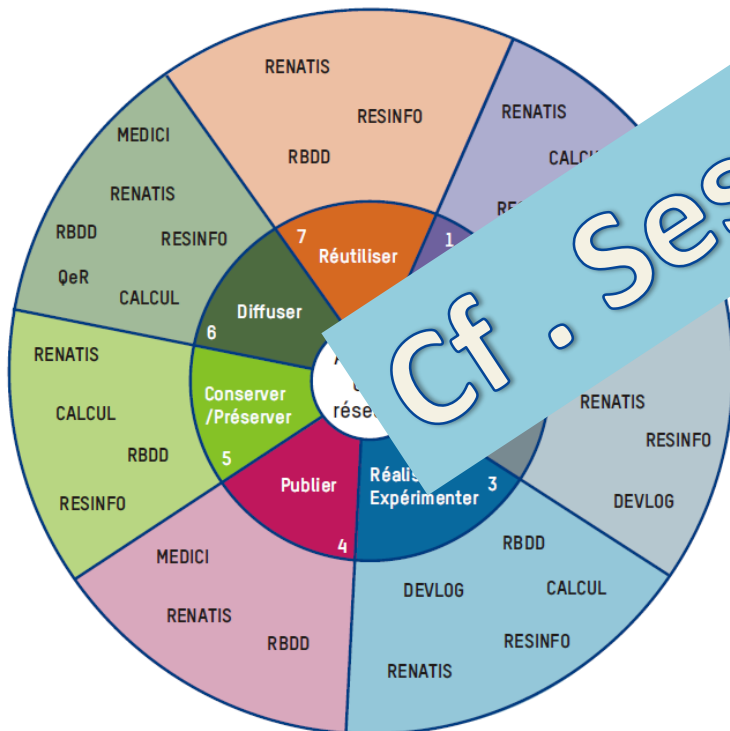 RENATIS
RESINFO
RBDD
7
Réutiliser
RENATIS
1
MEDICI
RENATIS
RBDD
RESINFO
QeR
CALCUL
Diffuser
6
Cf .
RENATIS
RESINFO
DEVLOG
RENATIS
CALCUL
RBDD
RESINFO
Conserver
/Préserver
5
Publier
4
Expérimenter
3
MEDICI
RENATIS
RBDD
RBDD
DEVLOG
CALCUL
RESINFO
RENATIS